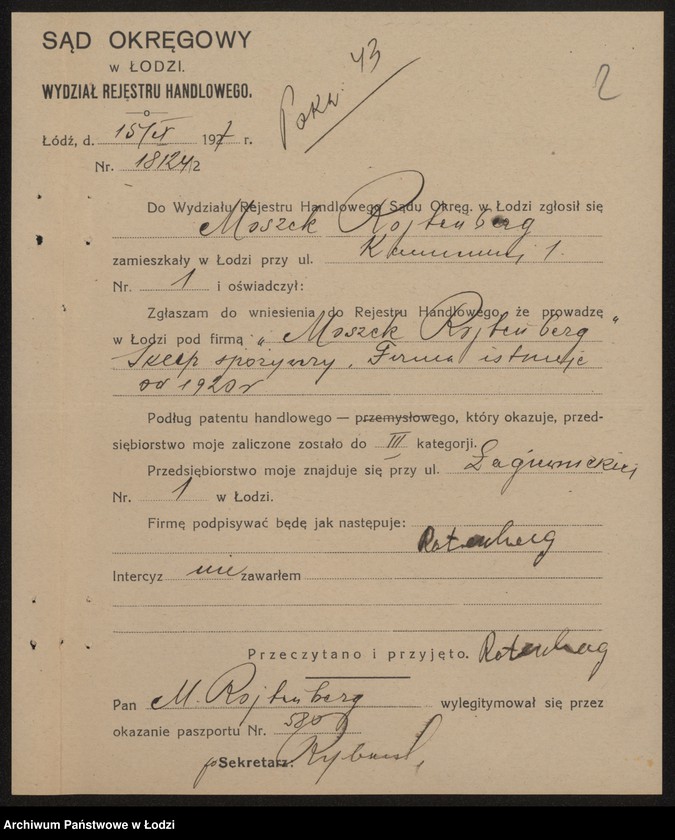 SĄD OKRĘGOWY
W ŁODZI.
WYDZIAŁ REJESTRU HANDLOWEGO.
Pok. 43
2
Łódź, d. 15/IX 1927 r.
Nr. 18124/2
Do Wydziału Rejestru Handlowego Sądu Okręg. w Łodzi zgłosił się
Moszek Rojtenberg
zamieszkały w Łodzi przy ul. 1.
Nr. 1 i oświadczył:
Zgłaszam do wniesienia do Rejestru Handlowego, że prowadzę
w Łodzi pod firmą „Moszek Rojtenberg"
Sklep spożywczy. Firma istnieje
od 1920 r
Podług patentu handlowego — przemysłowego, który okazuje, przed-
siębiorstwo moje zaliczone zostało do III kategorji.
Przedsiębiorstwo moje znajduje się przy ul. Łagiewnickiej
Nr. 1 w Łodzi.
Firmę podpisywać będę jak następuje:
Rotenberg
Intercyz nie zawarłem
Przeczytano i przyjęto. Rotenberg
Pan M. Rojtenberg wylegitymował się przez
okazanie paszportu Nr.
Sekretarz:
Archiwum Państwowe w Łodzi